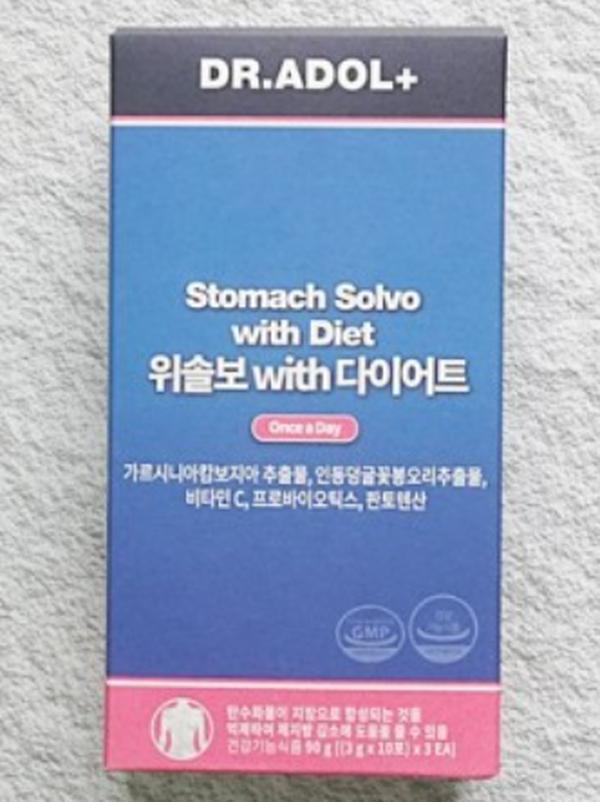 DR.ADOL+
Stomach Solvo
with Diet
위솔보 with 다이어트
Once a Day
가르시니아캄보지아 추출물, 인동덩굴꽃봉오리추출물,
비타민 C, 프로바이오틱스, 판토텐산
GMP
탄수화물이 지방으로 합성되는 것을
억제하여 체지방 감소에 도움을 줄 수 있음
건강기능식품 90 g [(3 g x 10포) x 3 EA]